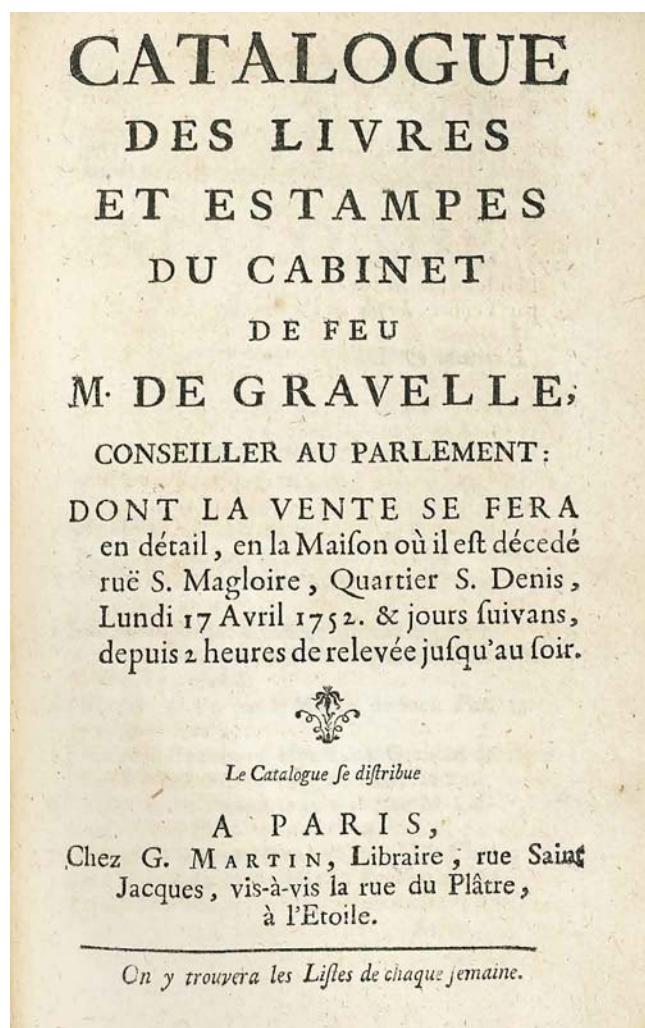 CATALOGUE
DES LIVRES
ET ESTAMPES
DU CABINET
DE FEU
M. DE GRAVELLE,
CONSEILLER AU PARLEMENT:
DONT LA VENTE SE FERA
en détail, en la Maiſon où il eſt décedé
ruë S. Magloire, Quartier S. Denis,
Lundi 17 Avril 1752. & jours ſuivans,
depuis 2 heures de relevée juſqu'au ſoir.
Le Catalogue ſe diſtribue
A PARIS,
Chez G. MARTIN, Libraire, rue Saint
Jacques, vis-à-vis la rue du Plâtre,
à l'Etoile.
On y trouvera les Liſtes de chaque ſemaine.